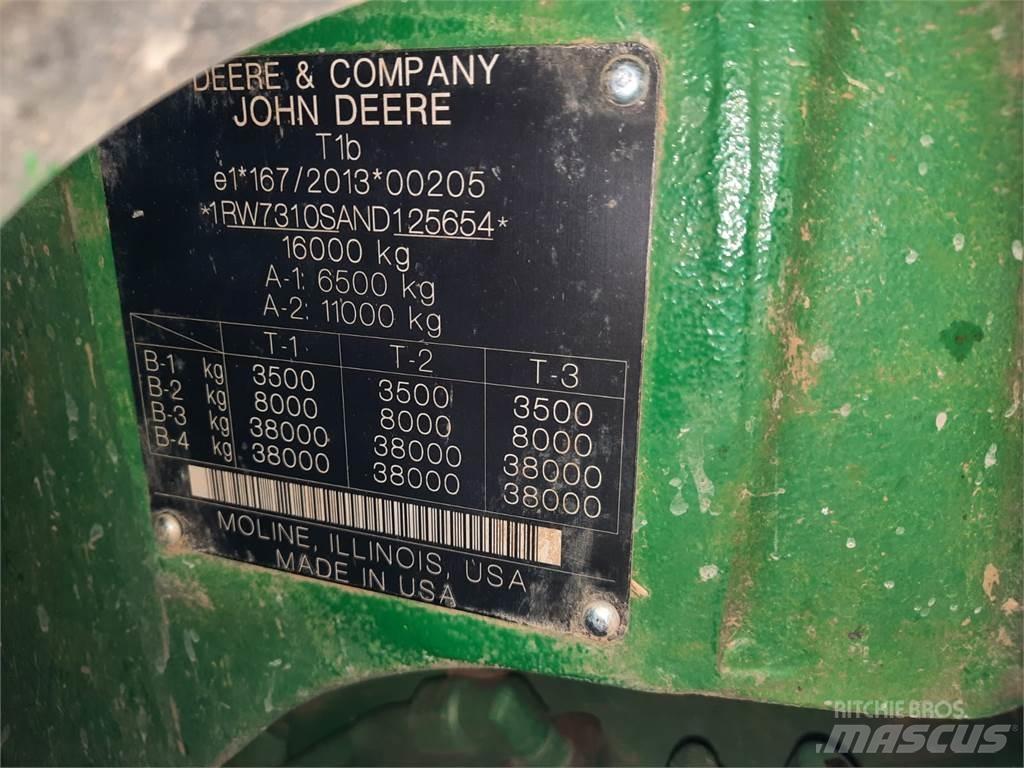 DEERE & COMPANY
JOHN DEERE
T1b
e1*167/2013*00205
*1RW7310SAND125654*
16000 kg
A-1: 6500 kg
A-2: 11000 kg
T-1 T-2 T-3
B-1 kg 3500 3500 3500
B-2 kg 8000 8000 8000
B-3 kg 38000 38000 38000
B-4 kg 38000 38000 38000
MOLINE, ILLINOIS, USA
MADE IN USA
RITCHIE BROS.
MASCUS